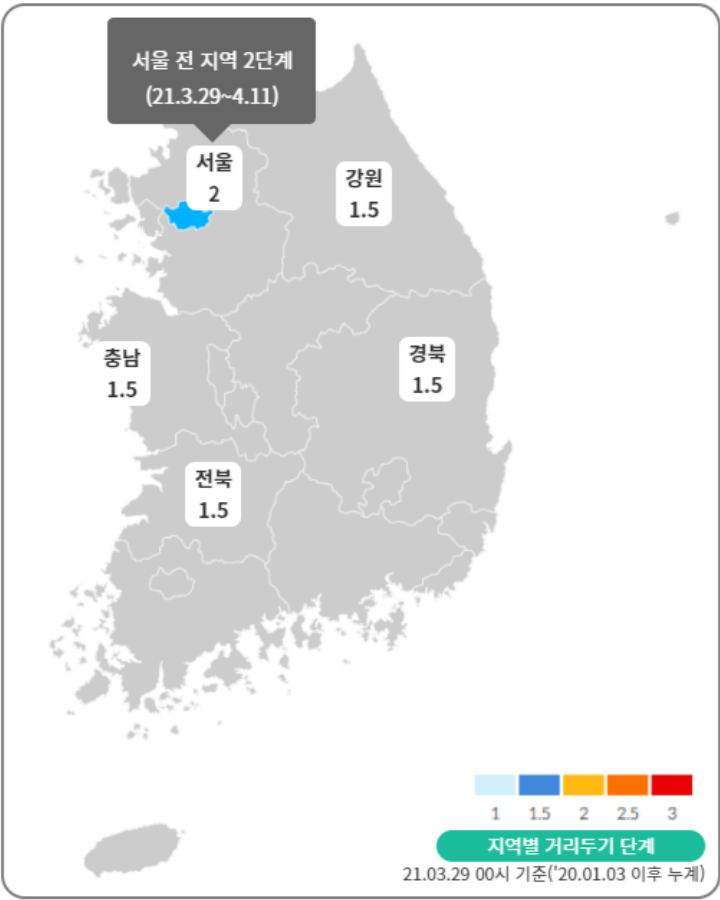 서울 전 지역 2단계
(21.3.29~4.11)
서울
2
강원
1.5
충남
1.5
경북
1.5
전북
1.5
1 1.5 2 2.5 3
지역별 거리두기 단계
21.03.29 00시 기준('20.01.03 이후 누계)